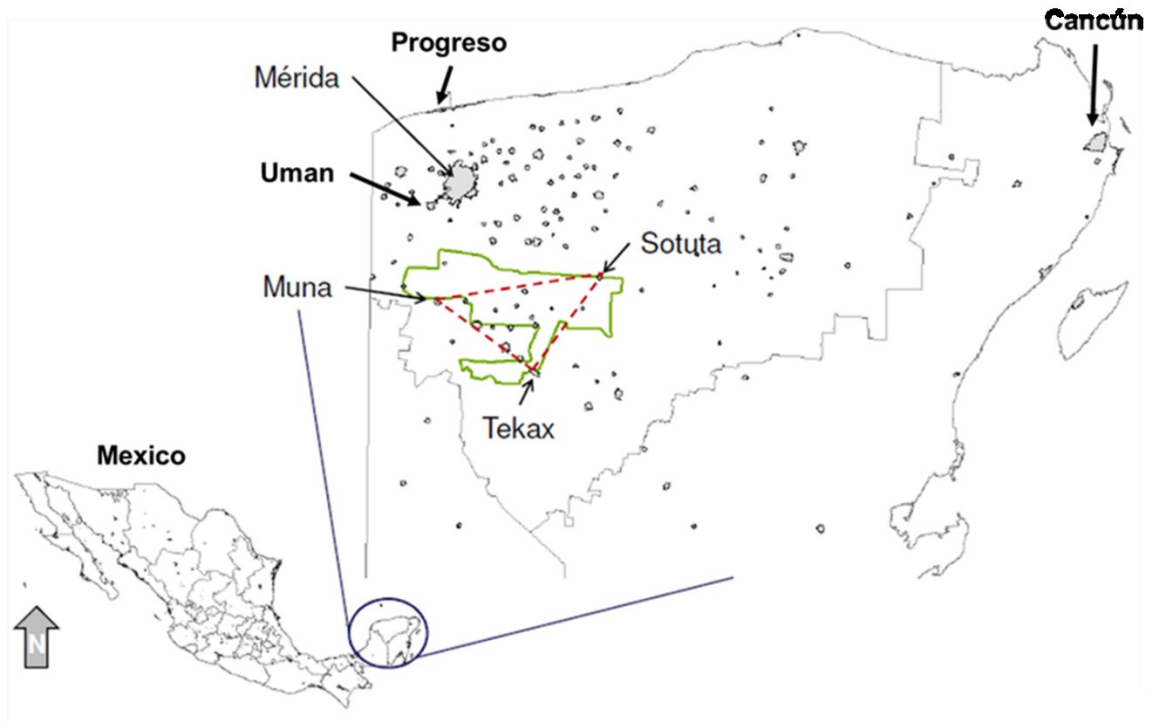 Cancún
Progreso
Mérida
Uman
Sotuta
Muna
Tekax
Mexico
N